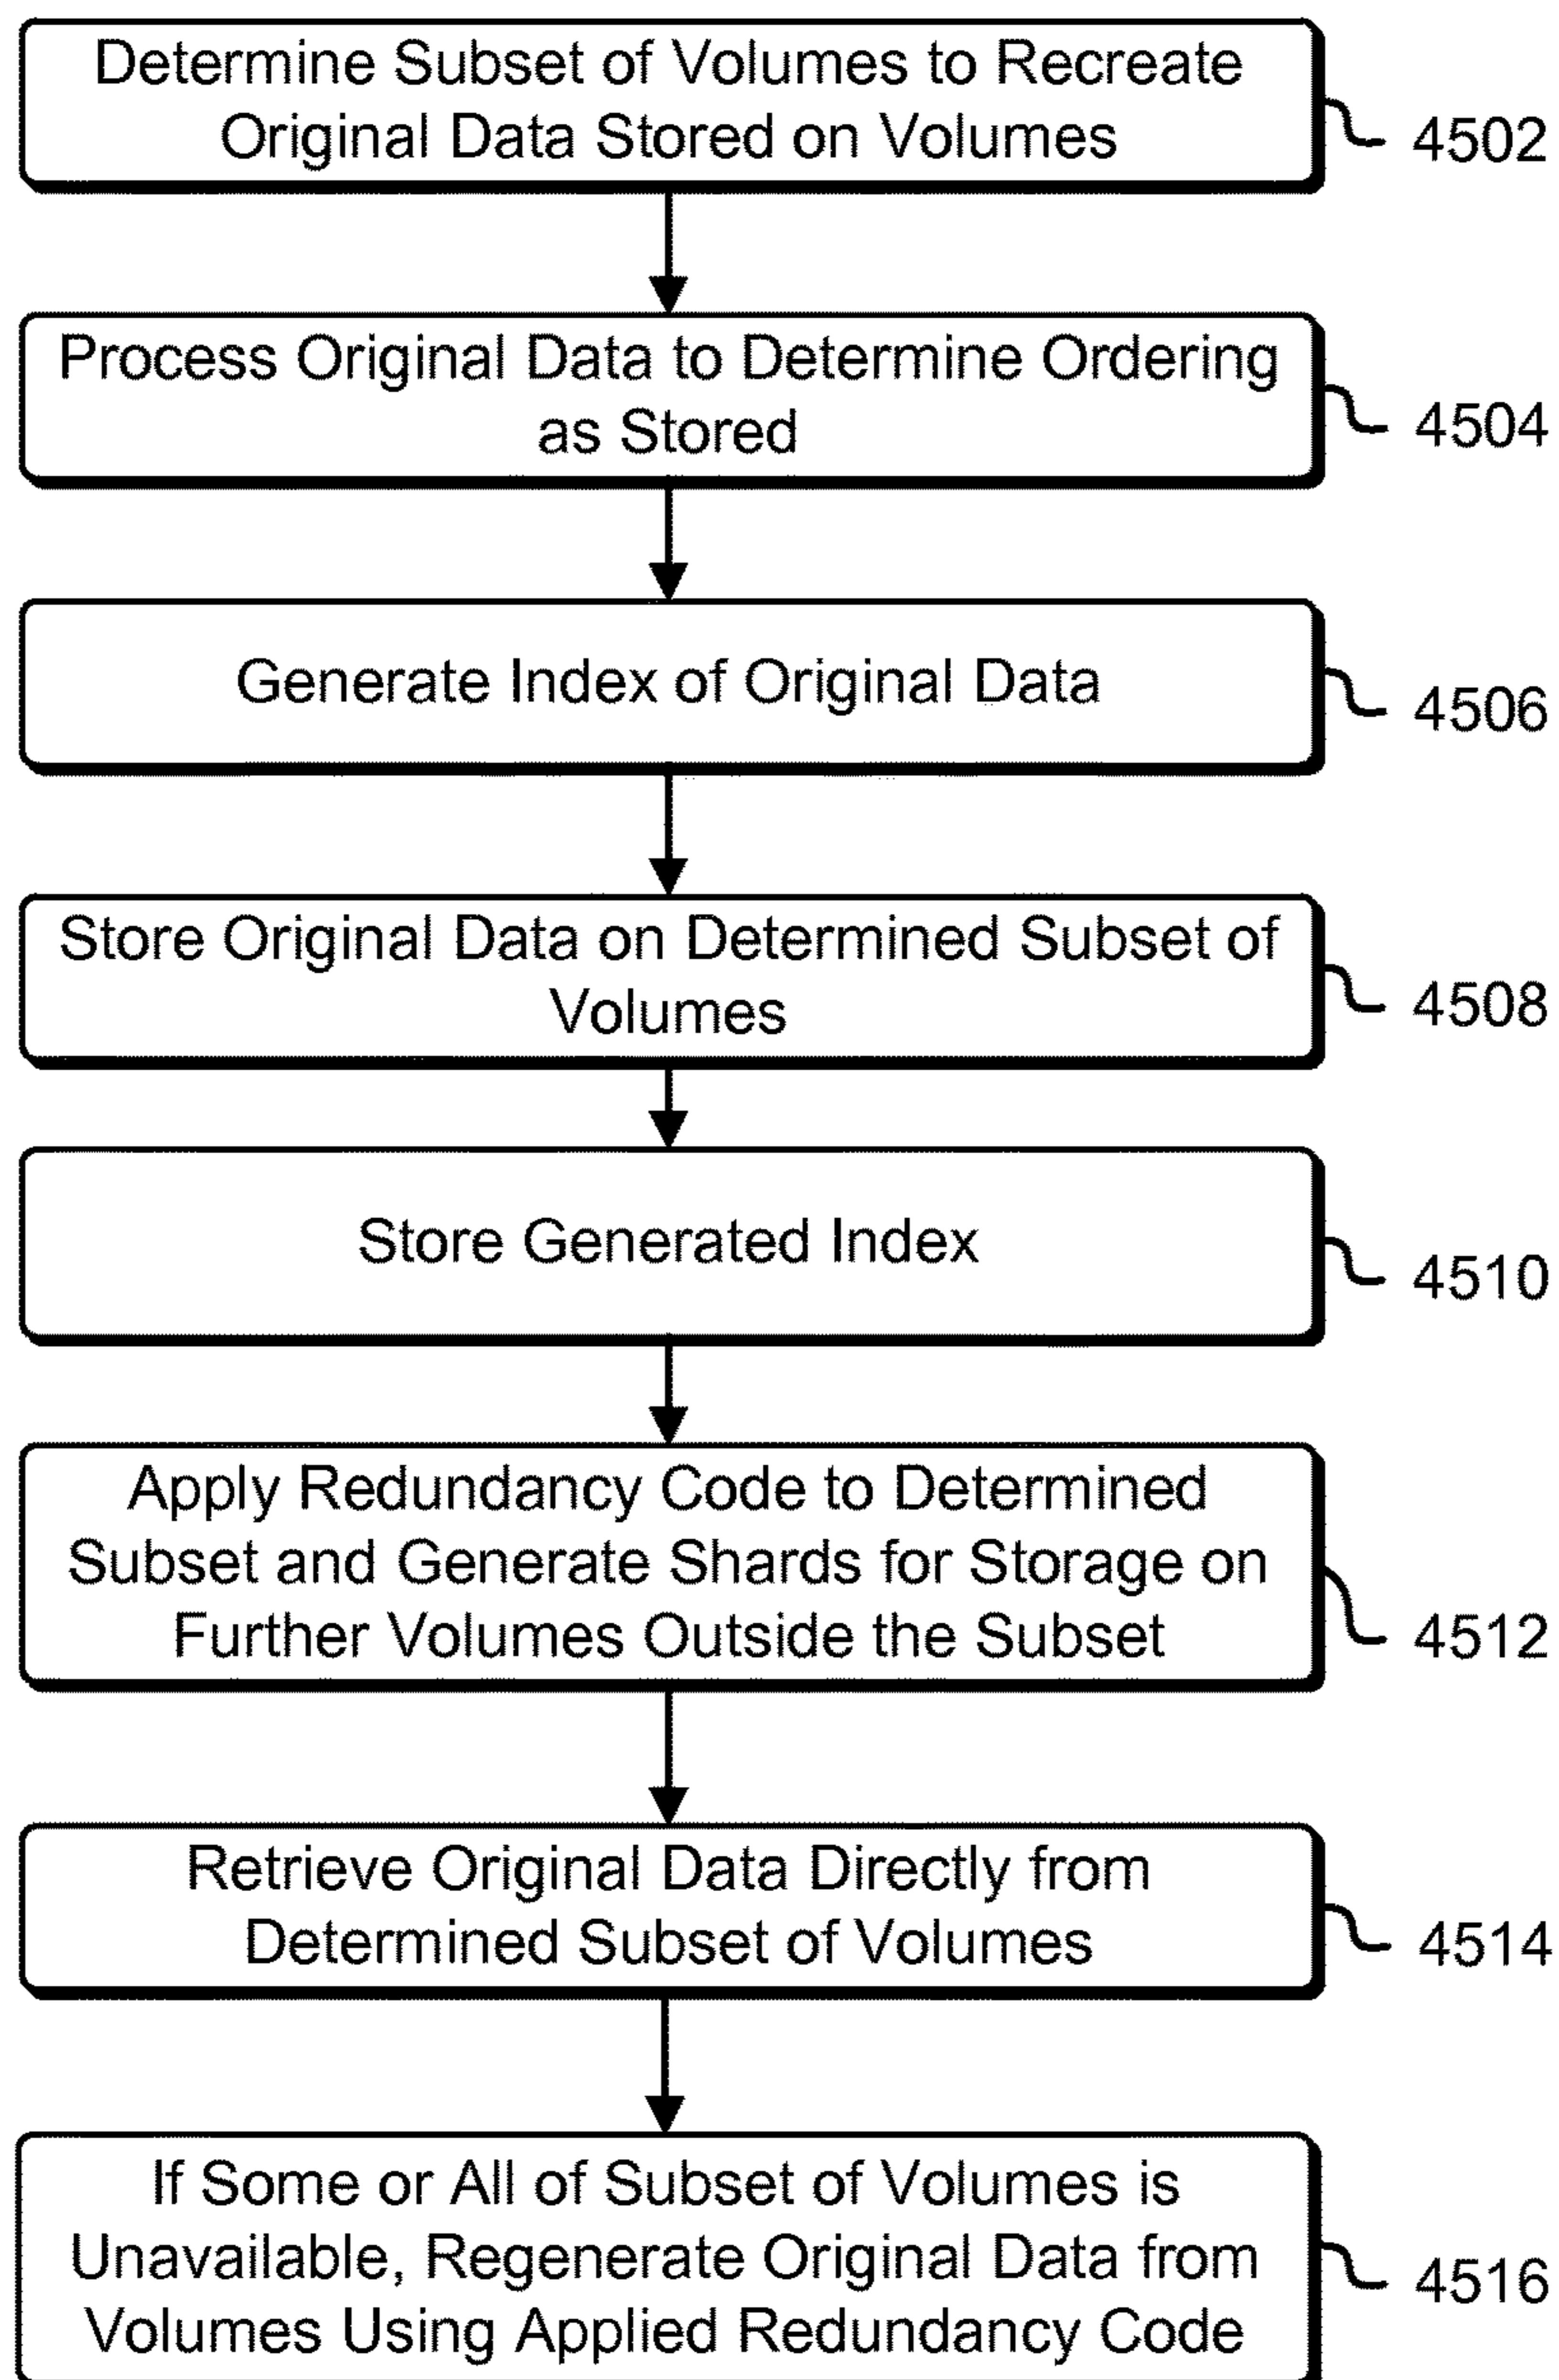 Determine Subset of Volumes to Recreate
Original Data Stored on Volumes
4502
Process Original Data to Determine Ordering
as Stored
4504
Generate Index of Original Data
4506
Store Original Data on Determined Subset of
Volumes
4508
Store Generated Index
4510
Apply Redundancy Code to Determined
Subset and Generate Shards for Storage on
Further Volumes Outside the Subset
4512
Retrieve Original Data Directly from
Determined Subset of Volumes
4514
If Some or All of Subset of Volumes is
Unavailable, Regenerate Original Data from
Volumes Using Applied Redundancy Code
4516